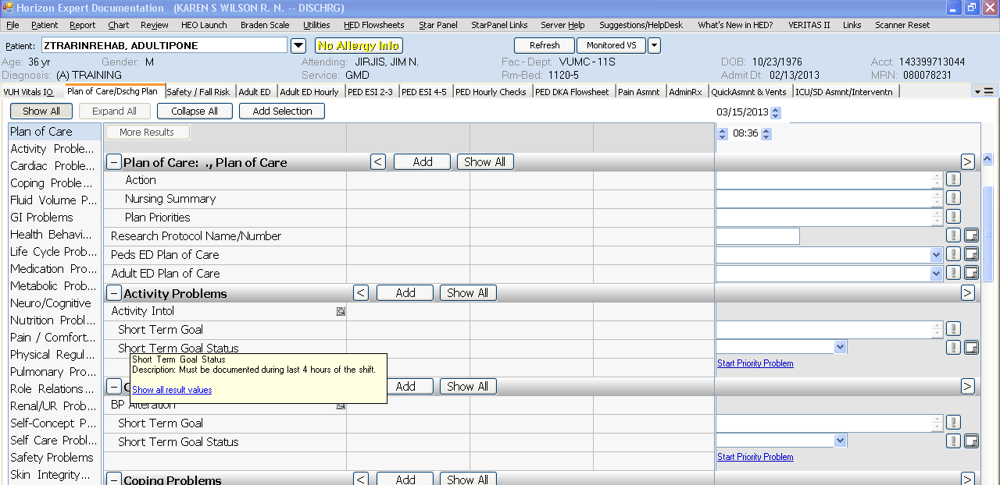 Horizon Expert Documentation (KAREN S WILSON R. N. -- DISCHRG)
File Patient Report Chart Review HEO Launch Braden Scale Utilities HED Flowsheets Star Panel StarPanel Links Server Help Suggestions/HelpDesk What's New in HED? VERITAS II Links Scanner Reset
Patient: ZTRARINREHAB, ADULTIPONE No Allergy Info Refresh Monitored VS
Age: 36 yr Gender: M Attending: JIRJIS, JIM N. Fac - Dept: VUMC - 11S DOB: 10/23/1976 Acct: 143399713044
Diagnosis: (A) TRAINING Service: GMD Rm-Bed: 1120-5 Admit Dt: 02/13/2013 MRN: 080078231
VUH Vitals IO Plan of Care/Dschg Plan Safety / Fall Risk Adult ED Adult ED Hourly PED ESI 2-3 PED ESI 4-5 PED Hourly Checks PED DKA Flowsheet Pain Asmnt AdminRx QuickAsmnt & Vents ICU/SD Asmnt/Interventn
Show All Expand All Collapse All Add Selection 03/15/2013
Plan of Care More Results 08:36
Activity Proble...
Cardiac Proble... − Plan of Care: ., Plan of Care < Add Show All >
Coping Proble... Action
Fluid Volume P... Nursing Summary
GI Problems Plan Priorities
Health Behavi... Research Protocol Name/Number
Life Cycle Prob... Peds ED Plan of Care
Medication Pro... Adult ED Plan of Care
Metabolic Prob... − Activity Problems < Add Show All >
Neuro/Cognitive Activity Intol
Nutrition Probl... Short Term Goal
Pain / Comfort... Short Term Goal Status
Physical Regul... Short Term Goal Status
Description: Must be documented during last 4 hours of the shift.
Start Priority Problem
Pulmonary Pro...
Role Relations... Show all result values Add Show All >
Renal/UR Prob... BP Alteration
Self-Concept P... Short Term Goal
Self Care Probl... Short Term Goal Status
Safety Problems Start Priority Problem
Skin Integrity... − Coping Problems < Add Show All >